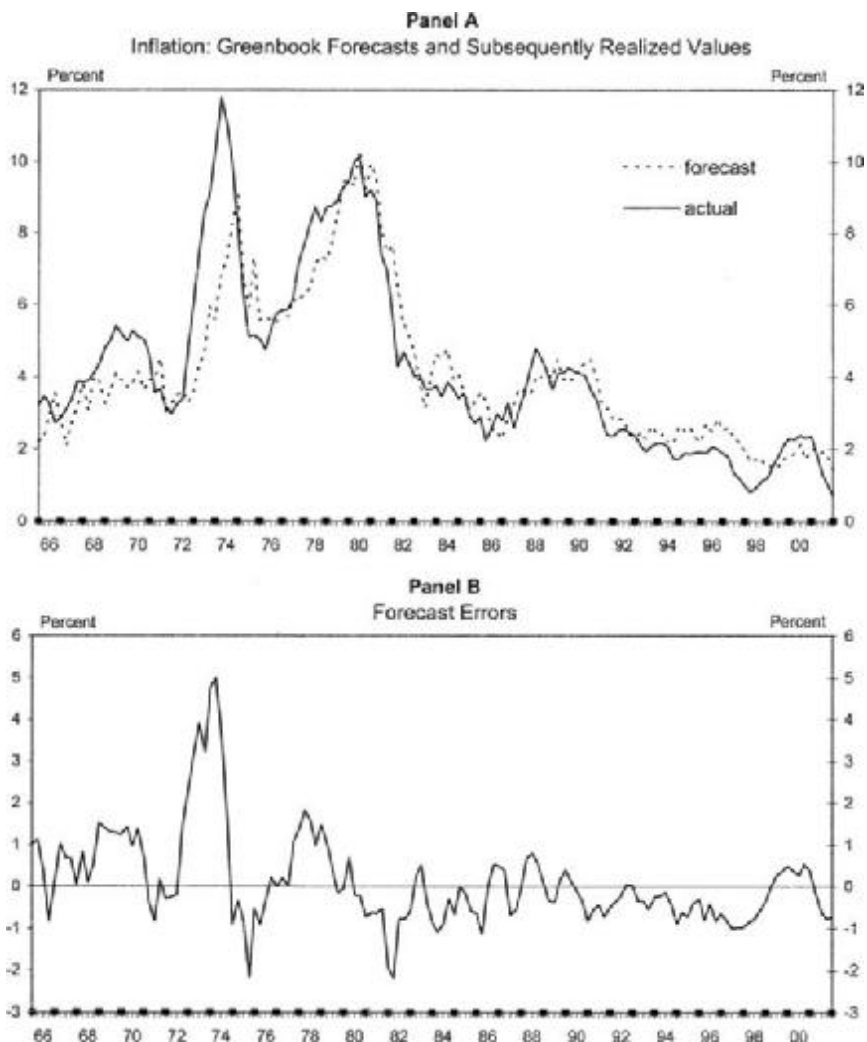 Panel A
Inflation: Greenbook Forecasts and Subsequently Realized Values
Percent Percent
12 12
10 10
forecast
8 actual 8
6 6
4 4
2 2
0 0
66 68 70 72 74 76 78 80 82 84 86 88 90 92 94 96 98 00
Panel B
Forecast Errors
Percent Percent
6 6
5 5
4 4
3 3
2 2
1 1
0 0
-1 -1
-2 -2
-3 -3
66 68 70 72 74 76 78 80 82 84 86 88 90 92 94 96 98 00